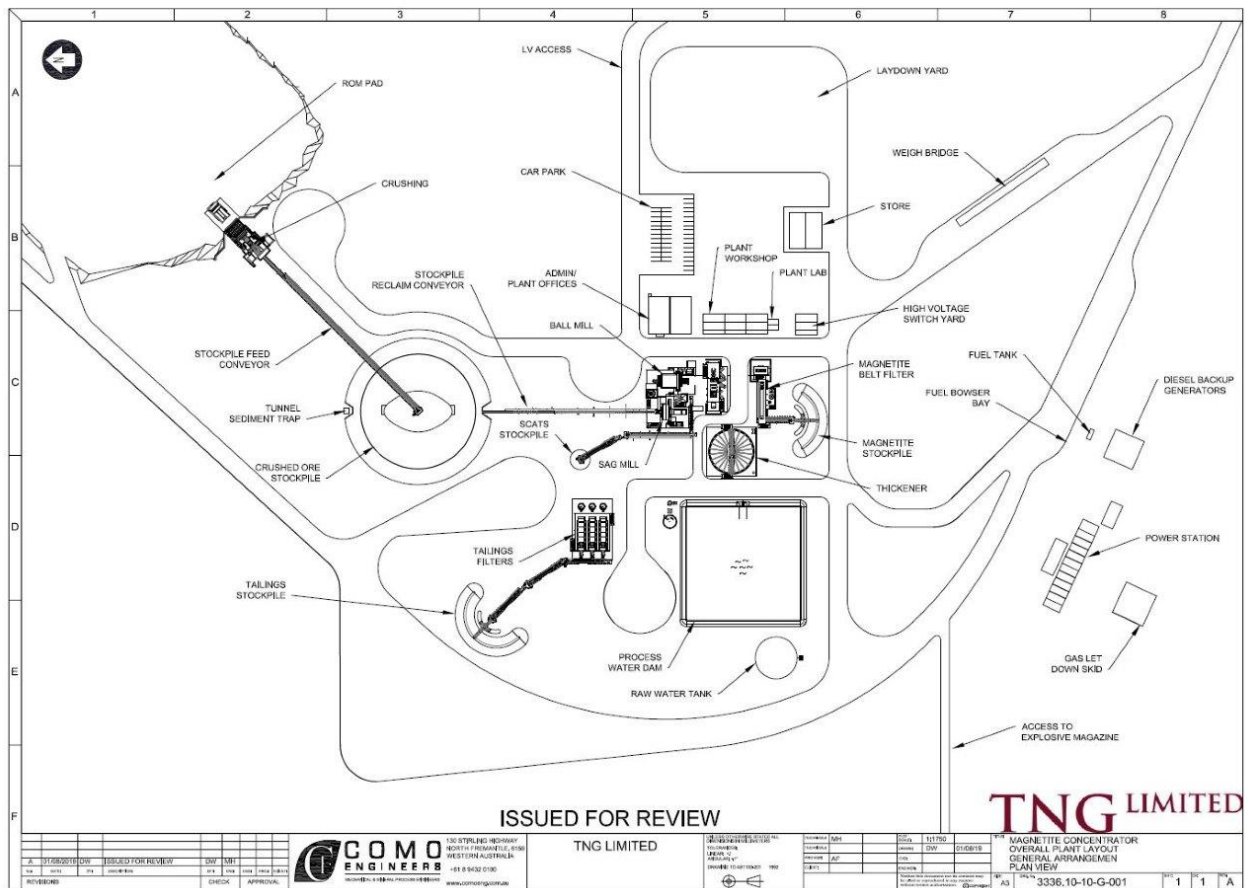 1 2 3 4 5 6 7 8
A
B
C
D
E
F
N
ROM PAD
CRUSHING
LV ACCESS
LAYDOWN YARD
WEIGH BRIDGE
CAR PARK
STORE
PLANT
WORKSHOP
PLANT LAB
STOCKPILE
RECLAIM CONVEYOR
ADMIN/
PLANT OFFICES
BALL MILL
HIGH VOLTAGE
SWITCH YARD
STOCKPILE FEED
CONVEYOR
MAGNETITE
BELT FILTER
FUEL TANK
FUEL BOWSER
BAY
DIESEL BACKUP
GENERATORS
TUNNEL
SEDIMENT TRAP
SCATS
STOCKPILE
MAGNETITE
STOCKPILE
CRUSHED ORE
STOCKPILE
SAG MILL
THICKENER
TAILINGS
FILTERS
POWER STATION
TAILINGS
STOCKPILE
PROCESS
WATER DAM
RAW WATER TANK
GAS LET
DOWN SKID
ACCESS TO
EXPLOSIVE MAGAZINE
ISSUED FOR REVIEW
TNG LIMITED
A DW ISSUED FOR REVIEW DW MH
REVISIONS CHECK APPROVAL
COMO
ENGINEERS
130 STIRLING HIGHWAY
NORTH FREMANTLE, 6159
WESTERN AUSTRALIA
www.comoeng.com.au
TNG LIMITED
MH
1:1750
DW 01/08/19
AF
MAGNETITE CONCENTRATOR
OVERALL PLANT LAYOUT
GENERAL ARRANGEMEN
PLAN VIEW
A3 3336.10-10-G-001 1 1 A